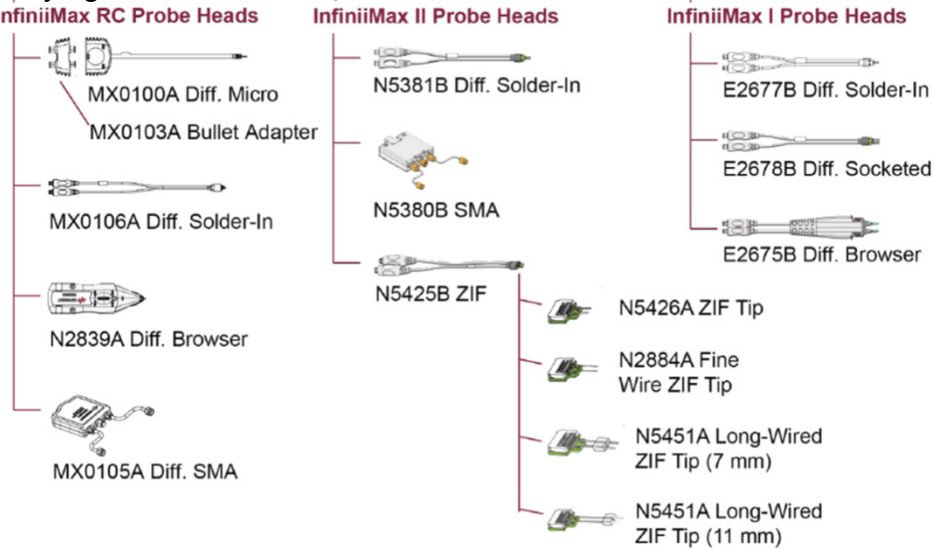 InfiniiMax RC Probe Heads
MX0100A Diff. Micro
MX0103A Bullet Adapter
MX0106A Diff. Solder-In
N2839A Diff. Browser
MX0105A Diff. SMA
InfiniiMax II Probe Heads
N5381B Diff. Solder-In
N5380B SMA
N5425B ZIF
N5426A ZIF Tip
N2884A Fine
Wire ZIF Tip
N5451A Long-Wired
ZIF Tip (7 mm)
N5451A Long-Wired
ZIF Tip (11 mm)
InfiniiMax I Probe Heads
E2677B Diff. Solder-In
E2678B Diff. Socketed
E2675B Diff. Browser